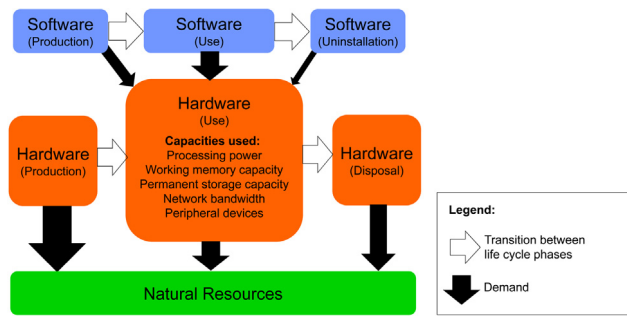 Software
(Production)
Software
(Use)
Software
(Uninstallation)
Hardware
(Production)
Hardware
(Use)
Capacities used:
Processing power
Working memory capacity
Permanent storage capacity
Network bandwidth
Peripheral devices
Hardware
(Disposal)
Natural Resources
Legend:
Transition between
life cycle phases
Demand